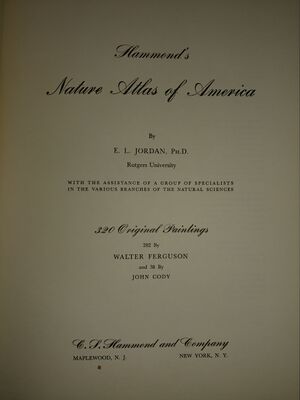 Hammond's
Nature Atlas of America
By
E. L. JORDAN, PH.D.
Rutgers University
WITH THE ASSISTANCE OF A GROUP OF SPECIALISTS
IN THE VARIOUS BRANCHES OF THE NATURAL SCIENCES
320 Original Paintings
282 By
WALTER FERGUSON
and 38 By
JOHN CODY
C. S. Hammond and Company
MAPLEWOOD, N. J. NEW YORK, N. Y.